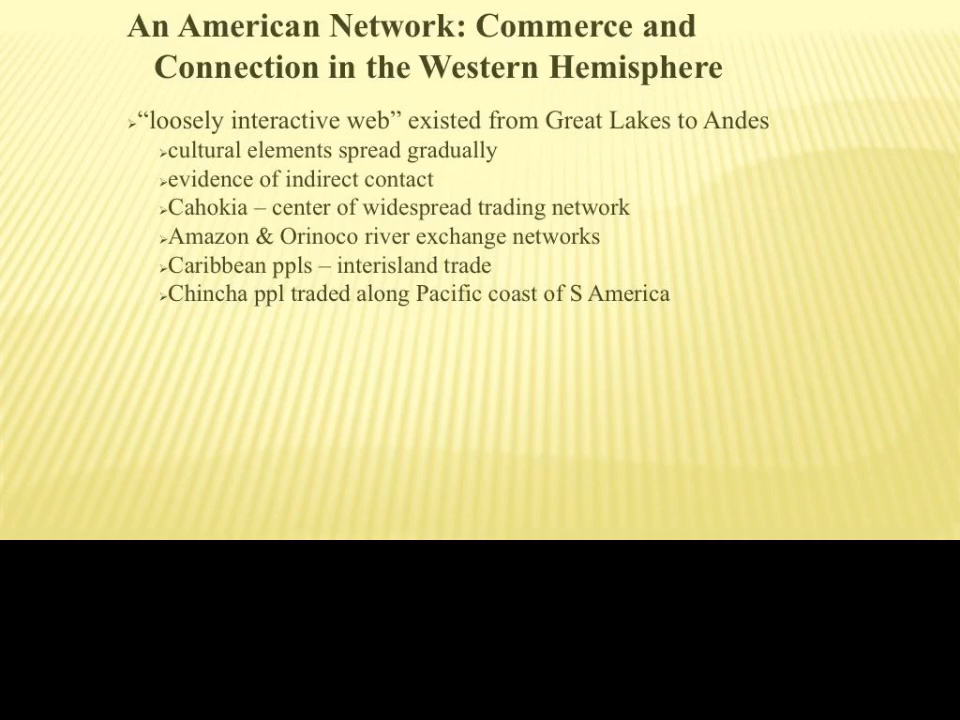 An American Network: Commerce and
Connection in the Western Hemisphere
➢“loosely interactive web” existed from Great Lakes to Andes
➢cultural elements spread gradually
➢evidence of indirect contact
➢Cahokia – center of widespread trading network
➢Amazon & Orinoco river exchange networks
➢Caribbean ppls – interisland trade
➢Chincha ppl traded along Pacific coast of S America